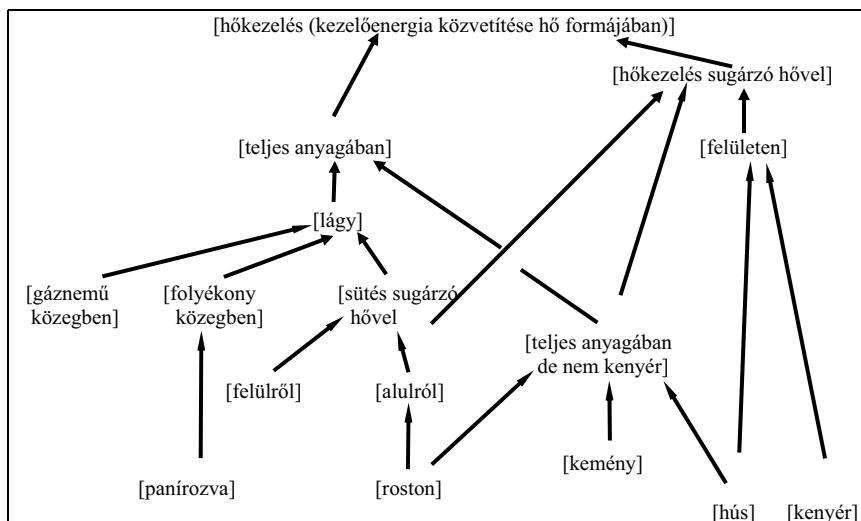 [hőkezelés (kezelőenergia közvetítése hő formájában)]
[hőkezelés sugárzó hővel]
[teljes anyagában]
[felületen]
[lágy]
[gáznemű
közegben]
[folyékony
közegben]
[sütés sugárzó
hővel
[teljes anyagában
de nem kenyér]
[felülről]
[alulról]
[kemény]
[panírozva]
[roston]
[hús]
[kenyér]